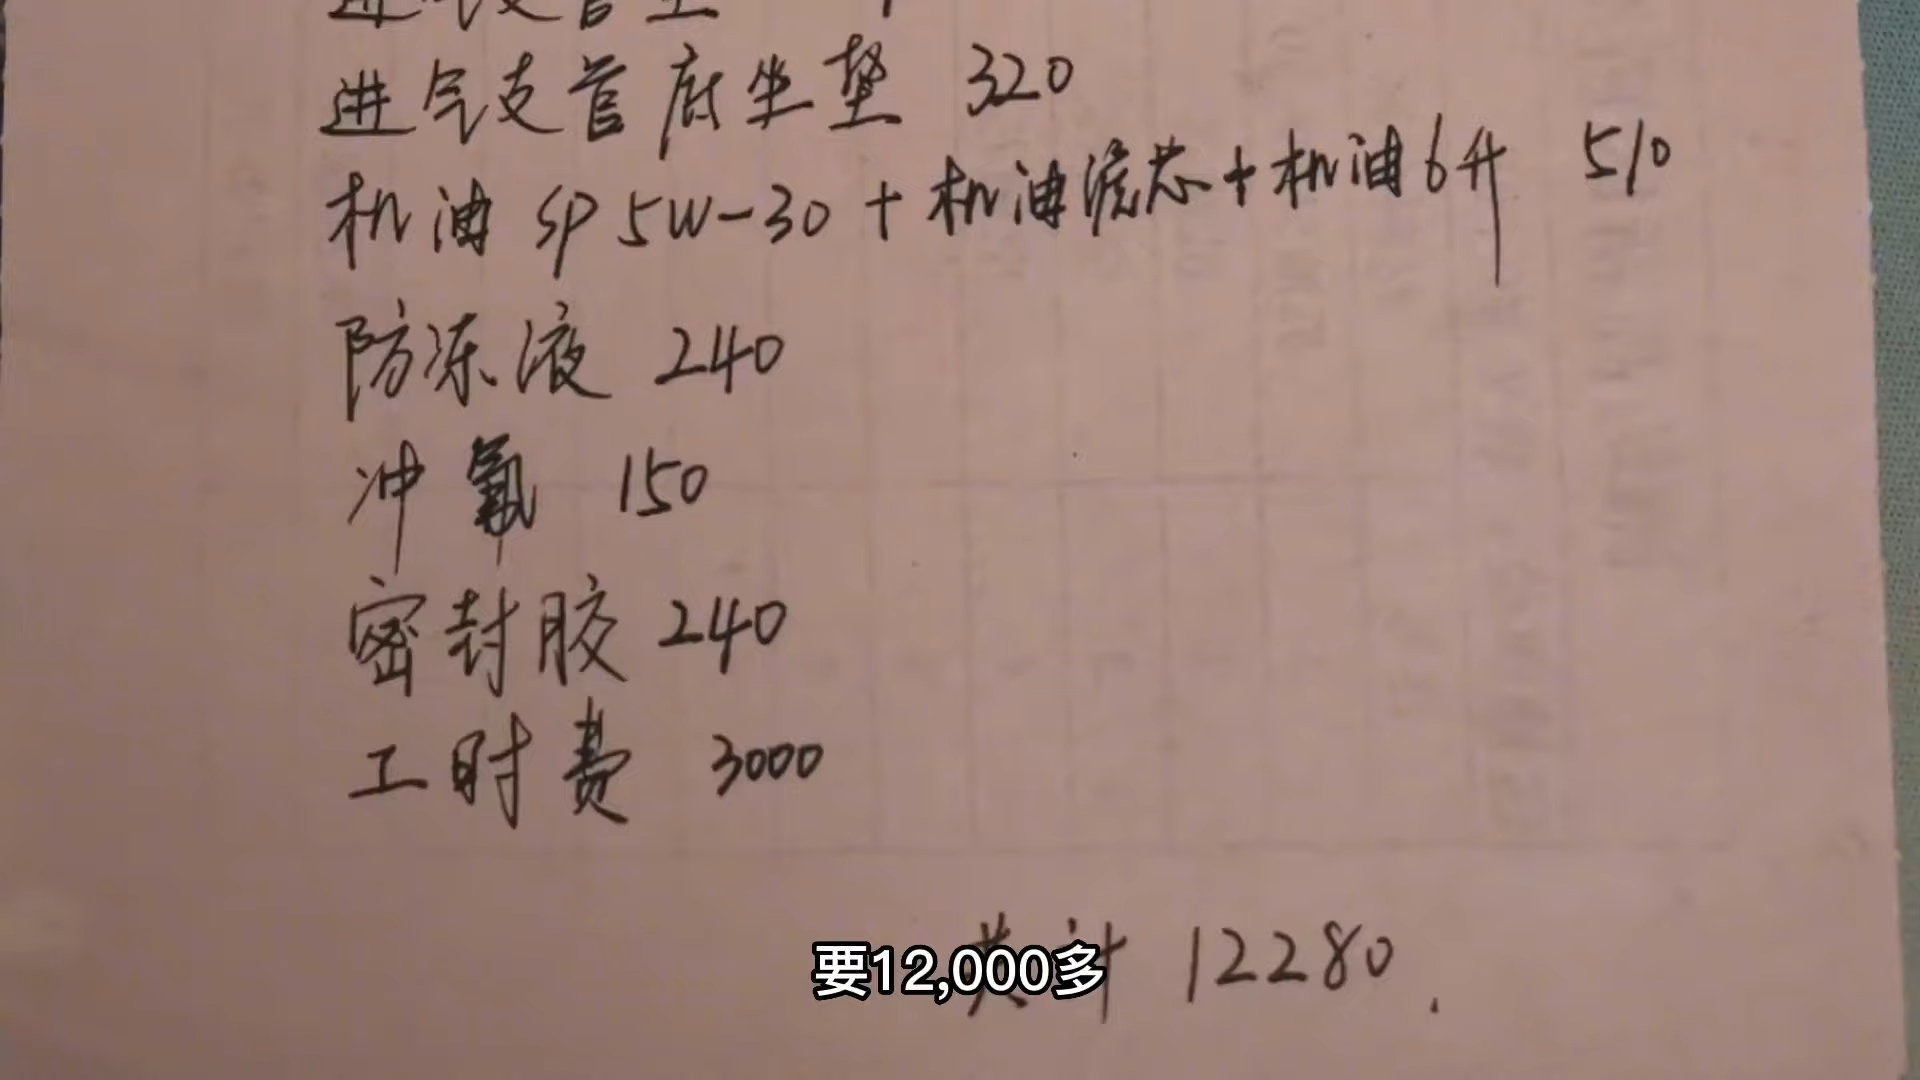 进气支管底坐垫 320
机油 SP 5W-30 + 机油滤芯 + 机油6升 510
防冻液 240
冲氟 150
密封胶 240
工时费 3000
共计 12280.
要12,000多